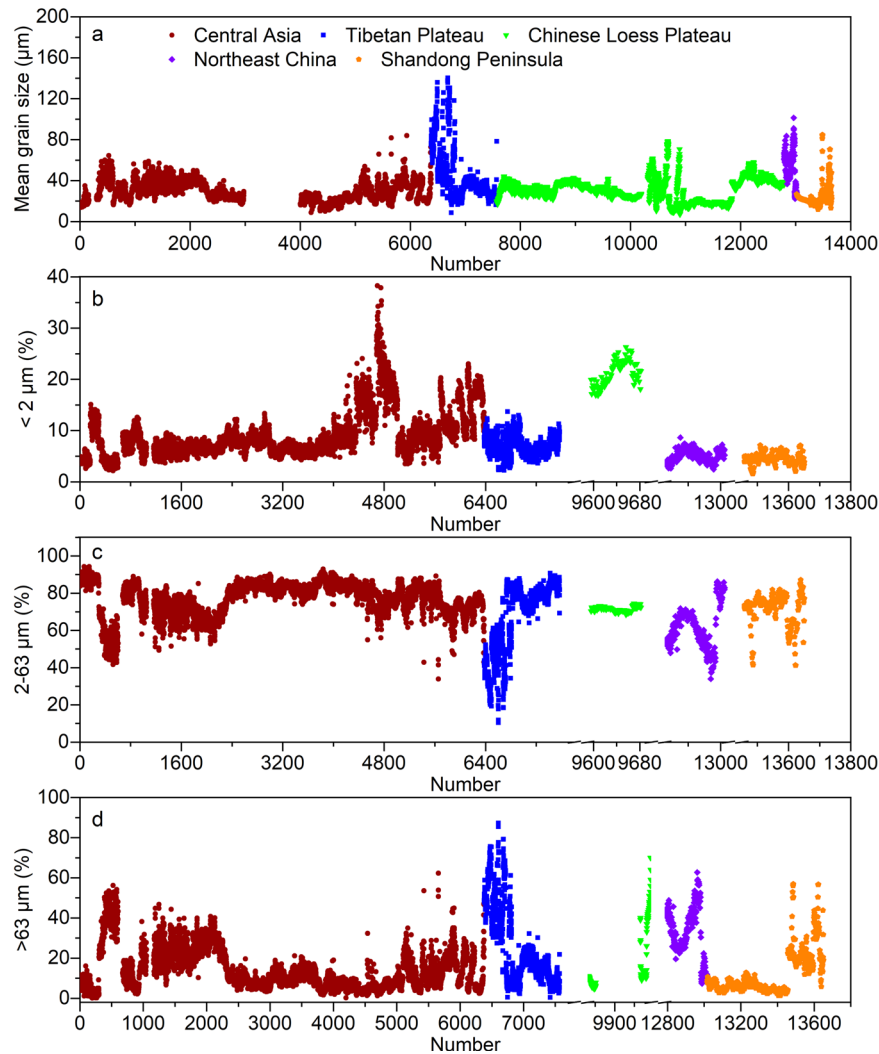 200
a
Central Asia
Tibetan Plateau
Chinese Loess Plateau
Northeast China
Shandong Peninsula
160
120
80
40
0
Mean grain size (μm)
0 2000 4000 6000 8000 10000 12000 14000
Number
40
b
30
20
10
0
< 2 μm (%)
0 1600 3200 4800 6400 9600 9680 13000 13600 13800
Number
100
c
80
60
40
20
0
2-63 μm (%)
0 1600 3200 4800 6400 9600 9680 13000 13600 13800
Number
100
d
80
60
40
20
0
>63 μm (%)
0 1000 2000 3000 4000 5000 6000 7000 9900 12800 13200 13600
Number